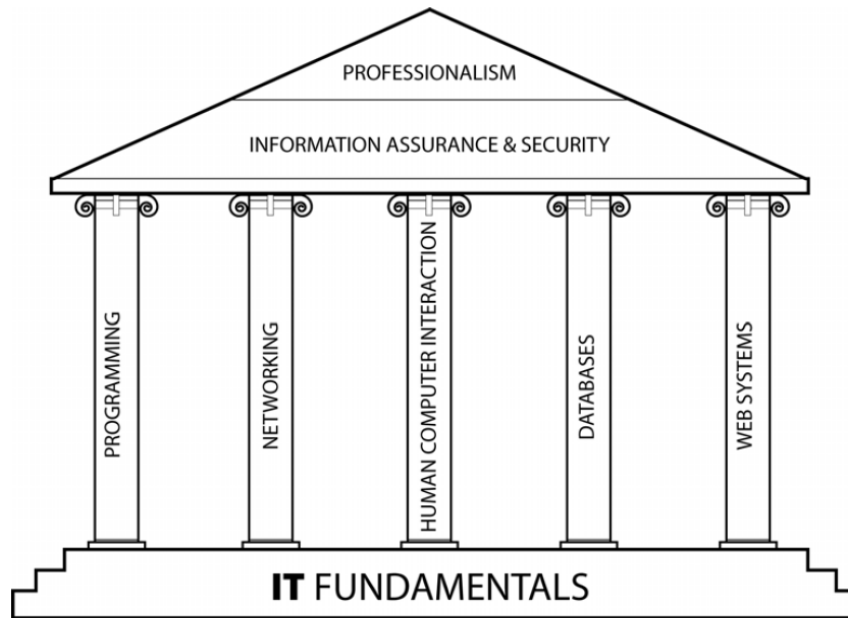 PROFESSIONALISM
INFORMATION ASSURANCE & SECURITY
PROGRAMMING
NETWORKING
HUMAN COMPUTER INTERACTION
DATABASES
WEB SYSTEMS
IT FUNDAMENTALS